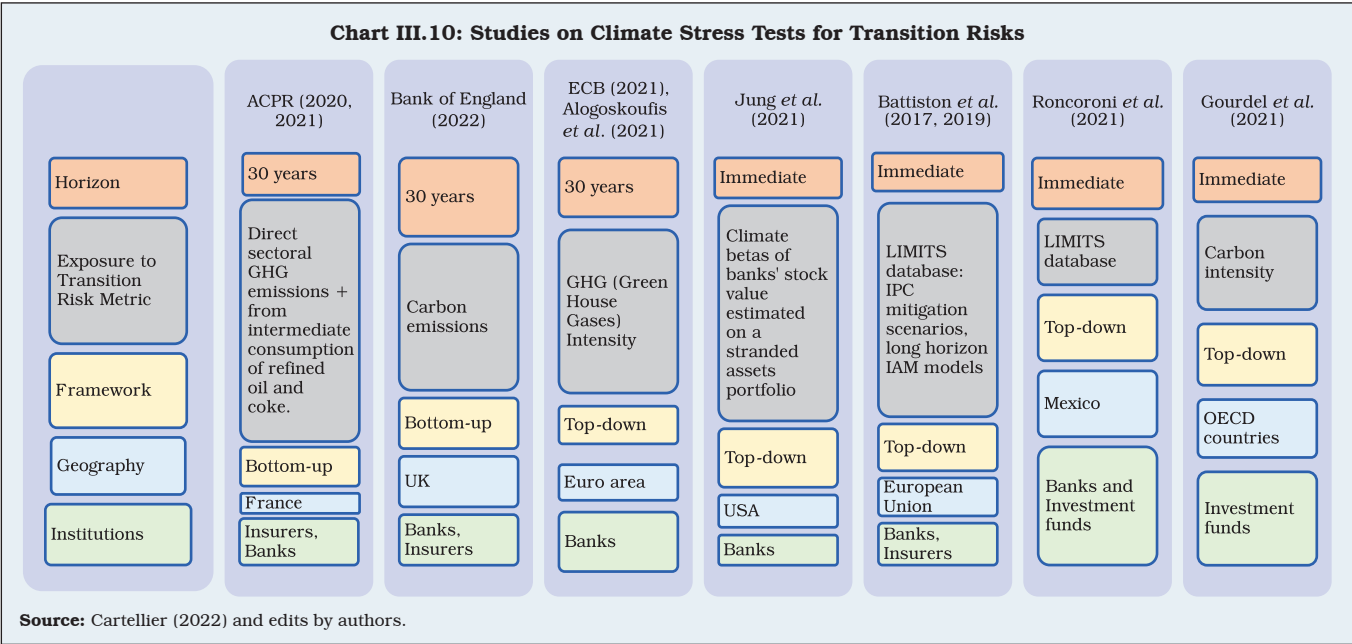 Chart III.10: Studies on Climate Stress Tests for Transition Risks
Horizon
Exposure to
Transition
Risk Metric
Framework
Geography
Institutions
ACPR (2020,
2021)
30 years
Direct
sectoral
GHG
emissions +
from
intermediate
consumption
of refined
oil and
coke.
Bottom-up
France
Insurers,
Banks
Bank of England
(2022)
30 years
Carbon
emissions
Bottom-up
UK
Banks,
Insurers
ECB (2021),
Alogoskoufis
et al. (2021)
30 years
GHG (Green
House
Gases)
Intensity
Top-down
Euro area
Banks
Jung et al.
(2021)
Immediate
Climate
betas of
banks' stock
value
estimated
on a
stranded
assets
portfolio
Top-down
USA
Banks
Battiston et al.
(2017, 2019)
Immediate
LIMITS
database:
IPC
mitigation
scenarios,
long horizon
IAM models
Top-down
European
Union
Banks,
Insurers
Roncoroni et al.
(2021)
Immediate
LIMITS
database
Top-down
Mexico
Banks and
Investment
funds
Gourdel et al.
(2021)
Immediate
Carbon
intensity
Top-down
OECD
countries
Investment
funds
Source: Cartellier (2022) and edits by authors.